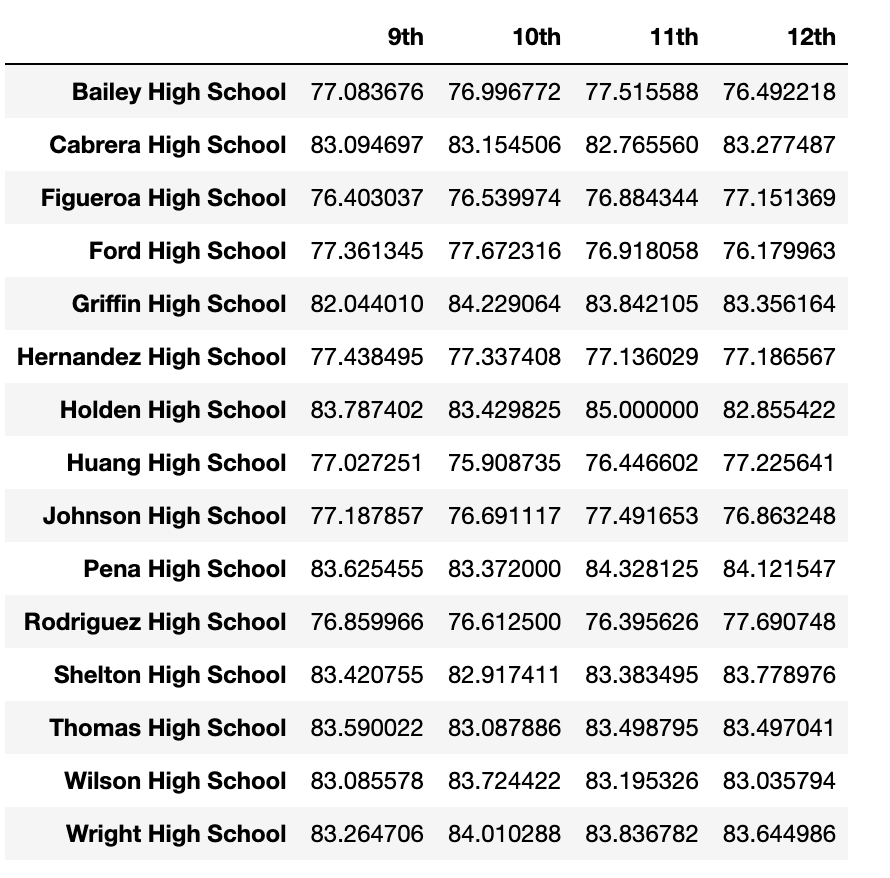 9th 10th 11th 12th
Bailey High School 77.083676 76.996772 77.515588 76.492218
Cabrera High School 83.094697 83.154506 82.765560 83.277487
Figueroa High School 76.403037 76.539974 76.884344 77.151369
Ford High School 77.361345 77.672316 76.918058 76.179963
Griffin High School 82.044010 84.229064 83.842105 83.356164
Hernandez High School 77.438495 77.337408 77.136029 77.186567
Holden High School 83.787402 83.429825 85.000000 82.855422
Huang High School 77.027251 75.908735 76.446602 77.225641
Johnson High School 77.187857 76.691117 77.491653 76.863248
Pena High School 83.625455 83.372000 84.328125 84.121547
Rodriguez High School 76.859966 76.612500 76.395626 77.690748
Shelton High School 83.420755 82.917411 83.383495 83.778976
Thomas High School 83.590022 83.087886 83.498795 83.497041
Wilson High School 83.085578 83.724422 83.195326 83.035794
Wright High School 83.264706 84.010288 83.836782 83.644986